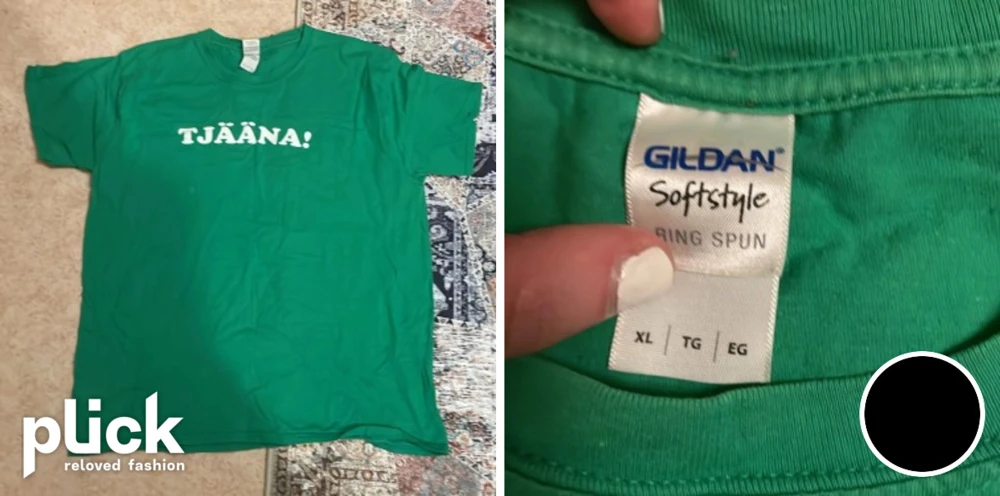 TJÄÄNA!
plick
reloved fashion
GILDAN®
Softstyle
RING SPUN
XL | TG | EG